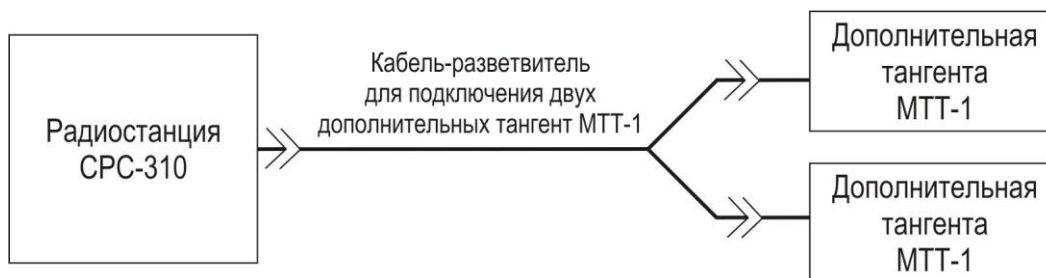 Радиостанция
СРС-310
Кабель-разветвитель
для подключения двух
дополнительных тангент МТТ-1
Дополнительная
тангента
МТТ-1
Дополнительная
тангента
МТТ-1